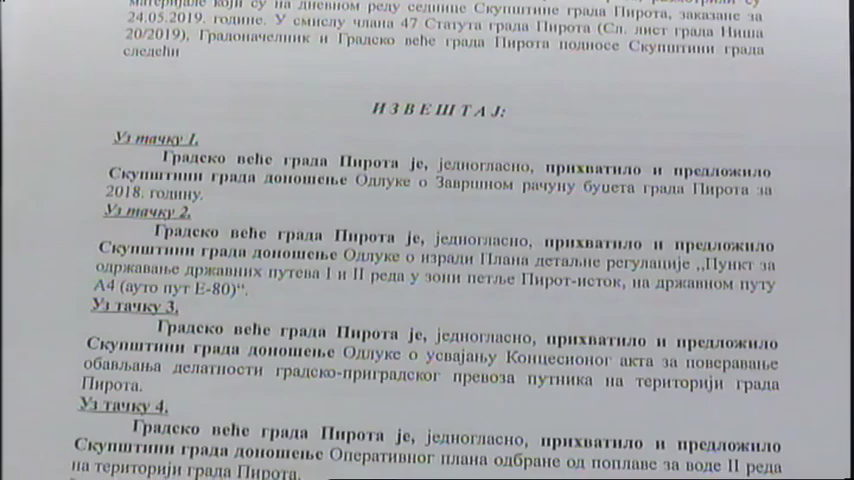 материјале који су на дневном реду седнице Скупштине града Пирота, заказане за
24.05.2019. године. У смислу члана 47 Статута града Пирота (Сл. лист града Ниша
20/2019), Градоначелник и Градско веће града Пирота подносе Скупштини града
следећи
И З В Е Ш Т А Ј:
Уз тачку 1.
Градско веће града Пирота је, једногласно, прихватило и предложило
Скупштини града доношење Одлуке о Завршном рачуну буџета града Пирота за
2018. годину.
Уз тачку 2.
Градско веће града Пирота је, једногласно, прихватило и предложило
Скупштини града доношење Одлуке о изради Плана детаљне регулације ,,Пункт за
одржавање државних путева I и II реда у зони петље Пирот-исток, на државном путу
А4 (ауто пут Е-80)“.
Уз тачку 3.
Градско веће града Пирота је, једногласно, прихватило и предложило
Скупштини града доношење Одлуке о усвајању Концесионог акта за поверавање
обављања делатности градско-приградског превоза путника на територији града
Пирота.
Уз тачку 4.
Градско веће града Пирота је, једногласно, прихватило и предложило
Скупштини града доношење Оперативног плана одбране од поплаве за воде II реда
на територији града Пирота.